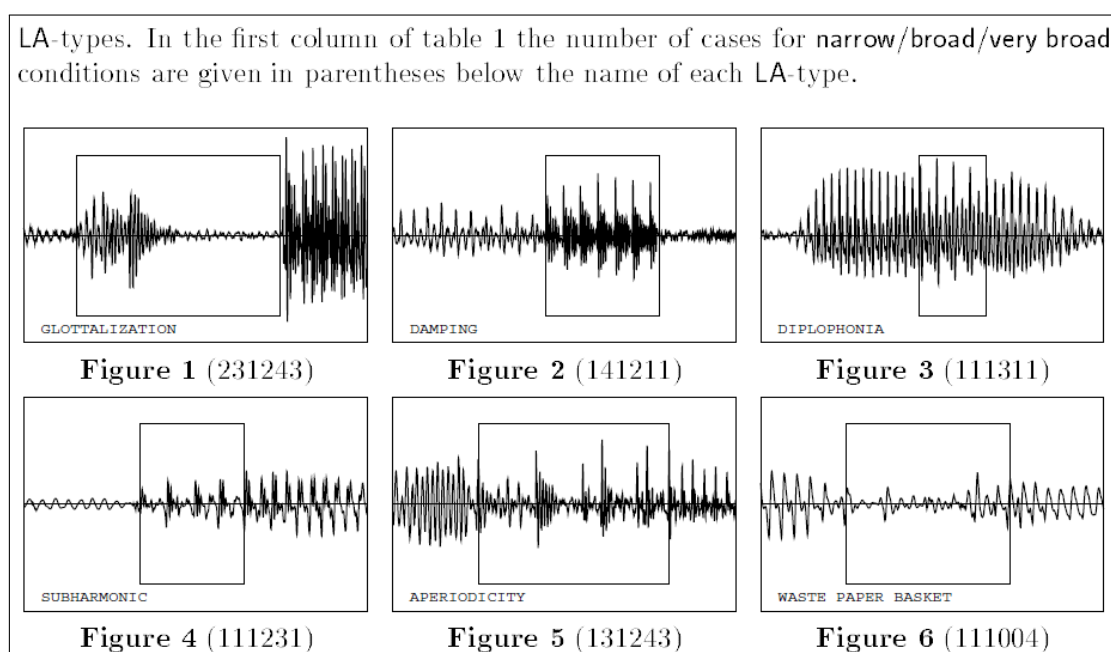 LA-types. In the first column of table 1 the number of cases for narrow/broad/very broad
conditions are given in parentheses below the name of each LA-type.
GLOTTALIZATION
DAMPING
DIPLOPHONIA
Figure 1 (231243)
Figure 2 (141211)
Figure 3 (111311)
SUBHARMONIC
APERIODICITY
WASTE PAPER BASKET
Figure 4 (111231)
Figure 5 (131243)
Figure 6 (111004)